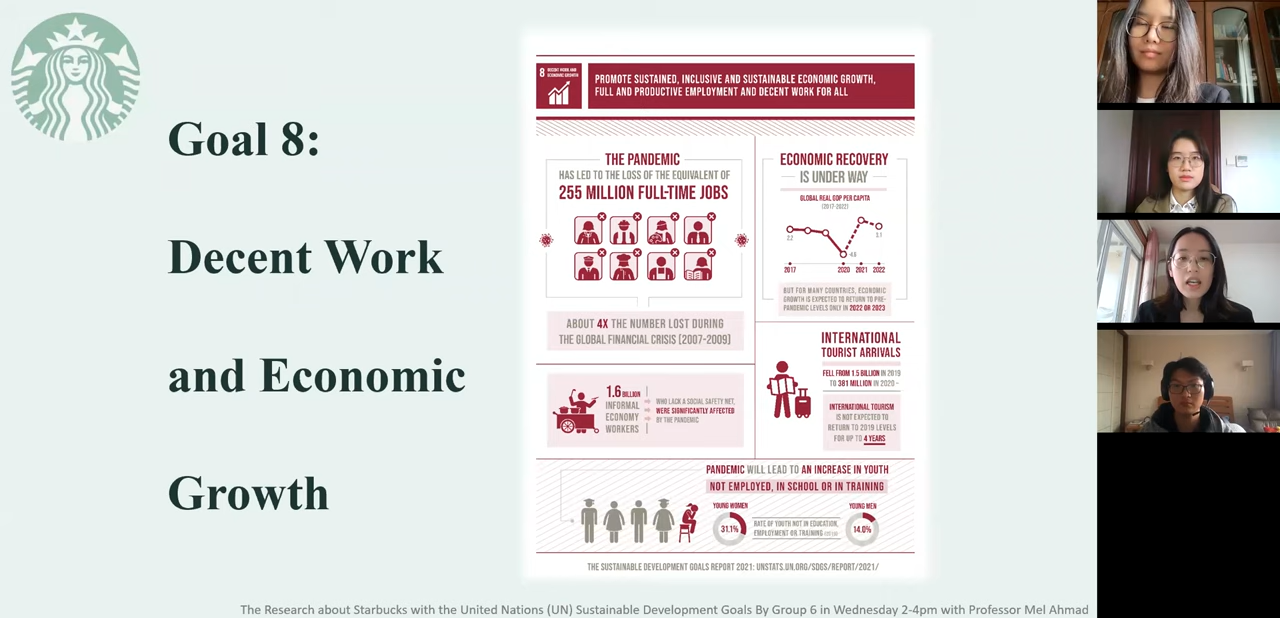 Goal 8:
Decent Work
and Economic
Growth
8 DECENT WORK AND
ECONOMIC GROWTH
PROMOTE SUSTAINED, INCLUSIVE AND SUSTAINABLE ECONOMIC GROWTH,
FULL AND PRODUCTIVE EMPLOYMENT AND DECENT WORK FOR ALL
THE PANDEMIC
HAS LED TO THE LOSS OF THE EQUIVALENT OF
255 MILLION FULL-TIME JOBS
ABOUT 4X THE NUMBER LOST DURING
THE GLOBAL FINANCIAL CRISIS (2007-2009)
1.6 BILLION
INFORMAL
ECONOMY
WORKERS
WHO LACK A SOCIAL SAFETY NET,
WERE SIGNIFICANTLY AFFECTED
BY THE PANDEMIC
ECONOMIC RECOVERY
IS UNDER WAY
GLOBAL REAL GDP PER CAPITA
(2017-2022)
2.2
-4.6
3.1
2017 2020 2021 2022
BUT FOR MANY COUNTRIES, ECONOMIC
GROWTH IS EXPECTED TO RETURN TO PRE-
PANDEMIC LEVELS ONLY IN 2022 OR 2023
INTERNATIONAL
TOURIST ARRIVALS
FELL FROM 1.5 BILLION IN 2019
TO 381 MILLION IN 2020
INTERNATIONAL TOURISM
IS NOT EXPECTED TO
RETURN TO 2019 LEVELS
FOR UP TO 4 YEARS
PANDEMIC WILL LEAD TO AN INCREASE IN YOUTH
NOT EMPLOYED, IN SCHOOL OR IN TRAINING
YOUNG WOMEN
31.1%
RATE OF YOUTH NOT IN EDUCATION,
EMPLOYMENT OR TRAINING
YOUNG MEN
14.0%
THE SUSTAINABLE DEVELOPMENT GOALS REPORT 2021: UNSTATS.UN.ORG/SDGS/REPORT/2021/
The Research about Starbucks with the United Nations (UN) Sustainable Development Goals By Group 6 in Wednesday 2-4pm with Professor Mel Ahmad